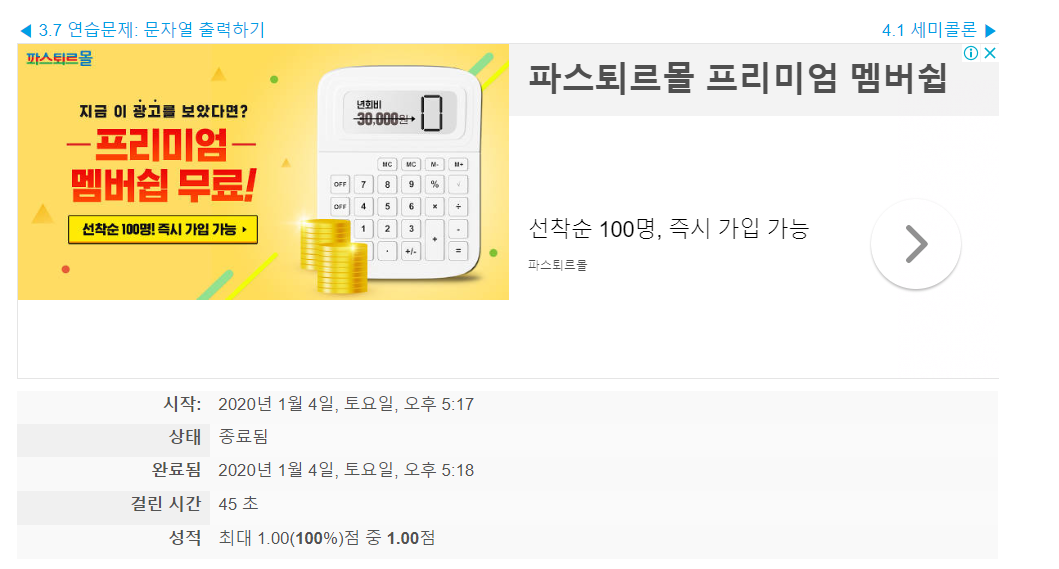 ◀ 3.7 연습문제: 문자열 출력하기
4.1 세미콜론 ▶
파스퇴르몰
지금 이 광고를 보았다면?
프리미엄
멤버쉽 무료!
선착순 100명! 즉시 가입 가능
년회비
30,000원 0
MC MC M- M+
OFF 7 8 9 % √
OFF 4 5 6 × ÷
1 2 3 + -
· +/- =
파스퇴르몰 프리미엄 멤버쉽
선착순 100명, 즉시 가입 가능
파스퇴르몰
시작: 2020년 1월 4일, 토요일, 오후 5:17
상태 종료됨
완료됨 2020년 1월 4일, 토요일, 오후 5:18
걸린 시간 45 초
성적 최대 1.00(100%)점 중 1.00점